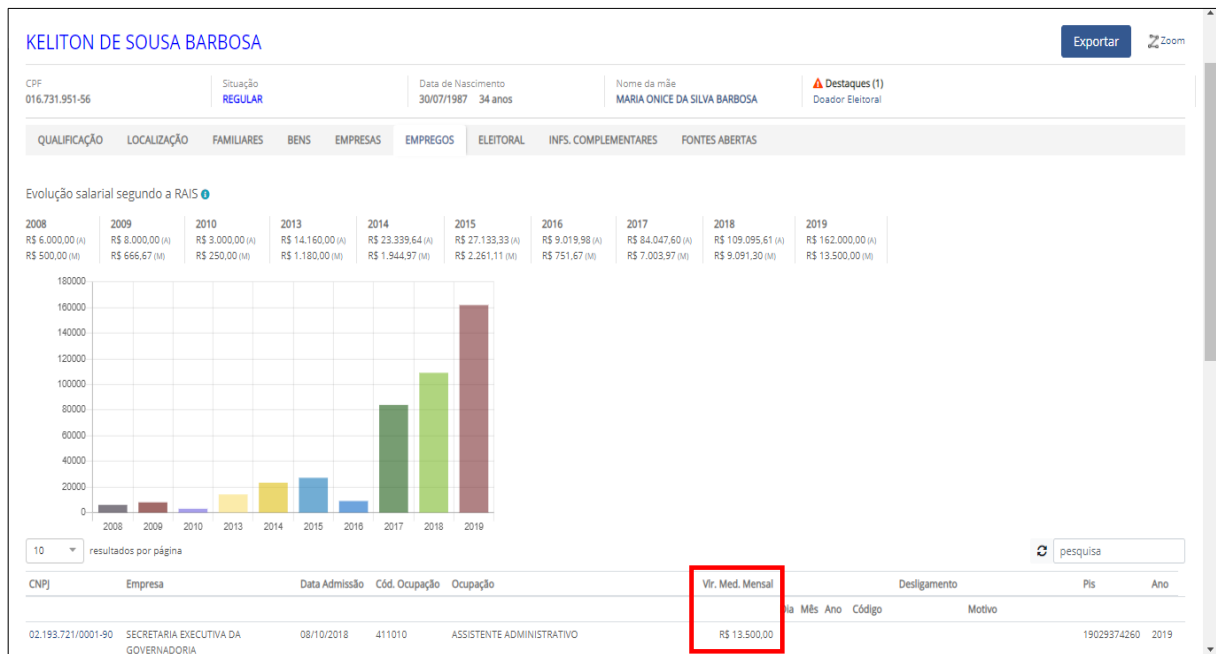 KELITON DE SOUSA BARBOSA
Exportar
Zoom
CPF
016.731.951-56
Situação
REGULAR
Data de Nascimento
30/07/1987 34 anos
Nome da mãe
MARIA ONICE DA SILVA BARBOSA
Destaques (1)
Doador Eleitoral
QUALIFICAÇÃO LOCALIZAÇÃO FAMILIARES BENS EMPRESAS EMPREGOS ELEITORAL INFS. COMPLEMENTARES FONTES ABERTAS
Evolução salarial segundo a RAIS
2008 2009 2010 2013 2014 2015 2016 2017 2018 2019
R$ 6.000,00 (A) R$ 8.000,00 (A) R$ 3.000,00 (A) R$ 14.160,00 (A) R$ 23.339,64 (A) R$ 27.133,33 (A) R$ 9.019,98 (A) R$ 84.047,60 (A) R$ 109.095,61 (A) R$ 162.000,00 (A)
R$ 500,00 (M) R$ 666,67 (M) R$ 250,00 (M) R$ 1.180,00 (M) R$ 1.944,97 (M) R$ 2.261,11 (M) R$ 751,67 (M) R$ 7.003,97 (M) R$ 9.091,30 (M) R$ 13.500,00 (M)
180000
160000
140000
120000
100000
80000
60000
40000
20000
0
2008 2009 2010 2013 2014 2015 2016 2017 2018 2019
10 resultados por página
pesquisa
CNPJ Empresa Data Admissão Cód. Ocupação Ocupação Vlr. Med. Mensal Desligamento Pis Ano
Dia Mês Ano Código Motivo
02.193.721/0001-90 SECRETARIA EXECUTIVA DA 08/10/2018 411010 ASSISTENTE ADMINISTRATIVO R$ 13.500,00 19029374260 2019
GOVERNADORIA